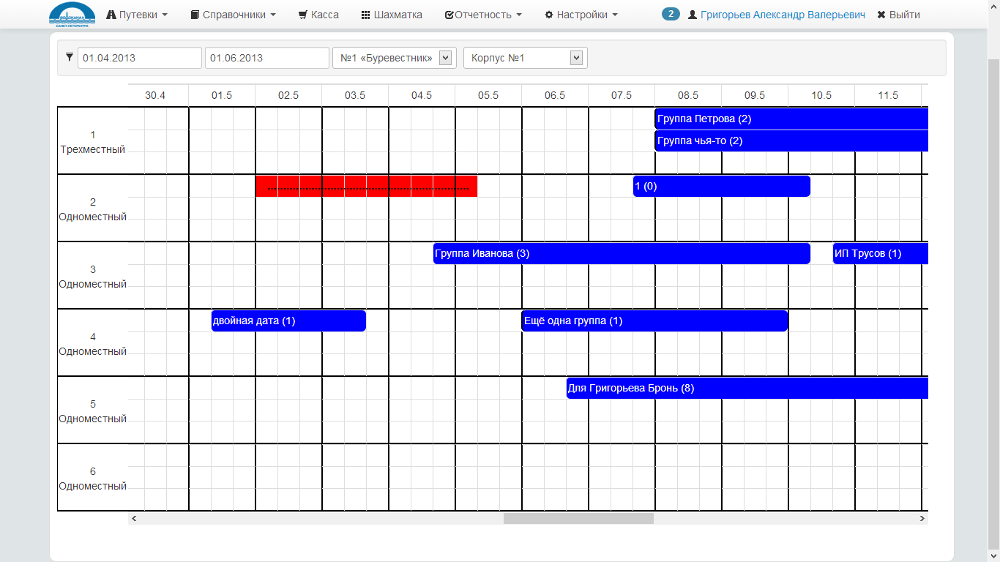 ВОДОКАНАЛ
САНКТ-ПЕТЕРБУРГА
Путевки Справочники Касса Шахматка Отчетность Настройки 2 Григорьев Александр Валерьевич Выйти
01.04.2013 01.06.2013 №1 «Буревестник» Корпус №1
30.4 01.5 02.5 03.5 04.5 05.5 06.5 07.5 08.5 09.5 10.5 11.5
1
Трехместный
Группа Петрова (2)
Группа чья-то (2)
2
Одноместный
1 (0)
3
Одноместный
Группа Иванова (3) ИП Трусов (1)
4
Одноместный
двойная дата (1) Ещё одна группа (1)
5
Одноместный
Для Григорьева Бронь (8)
6
Одноместный